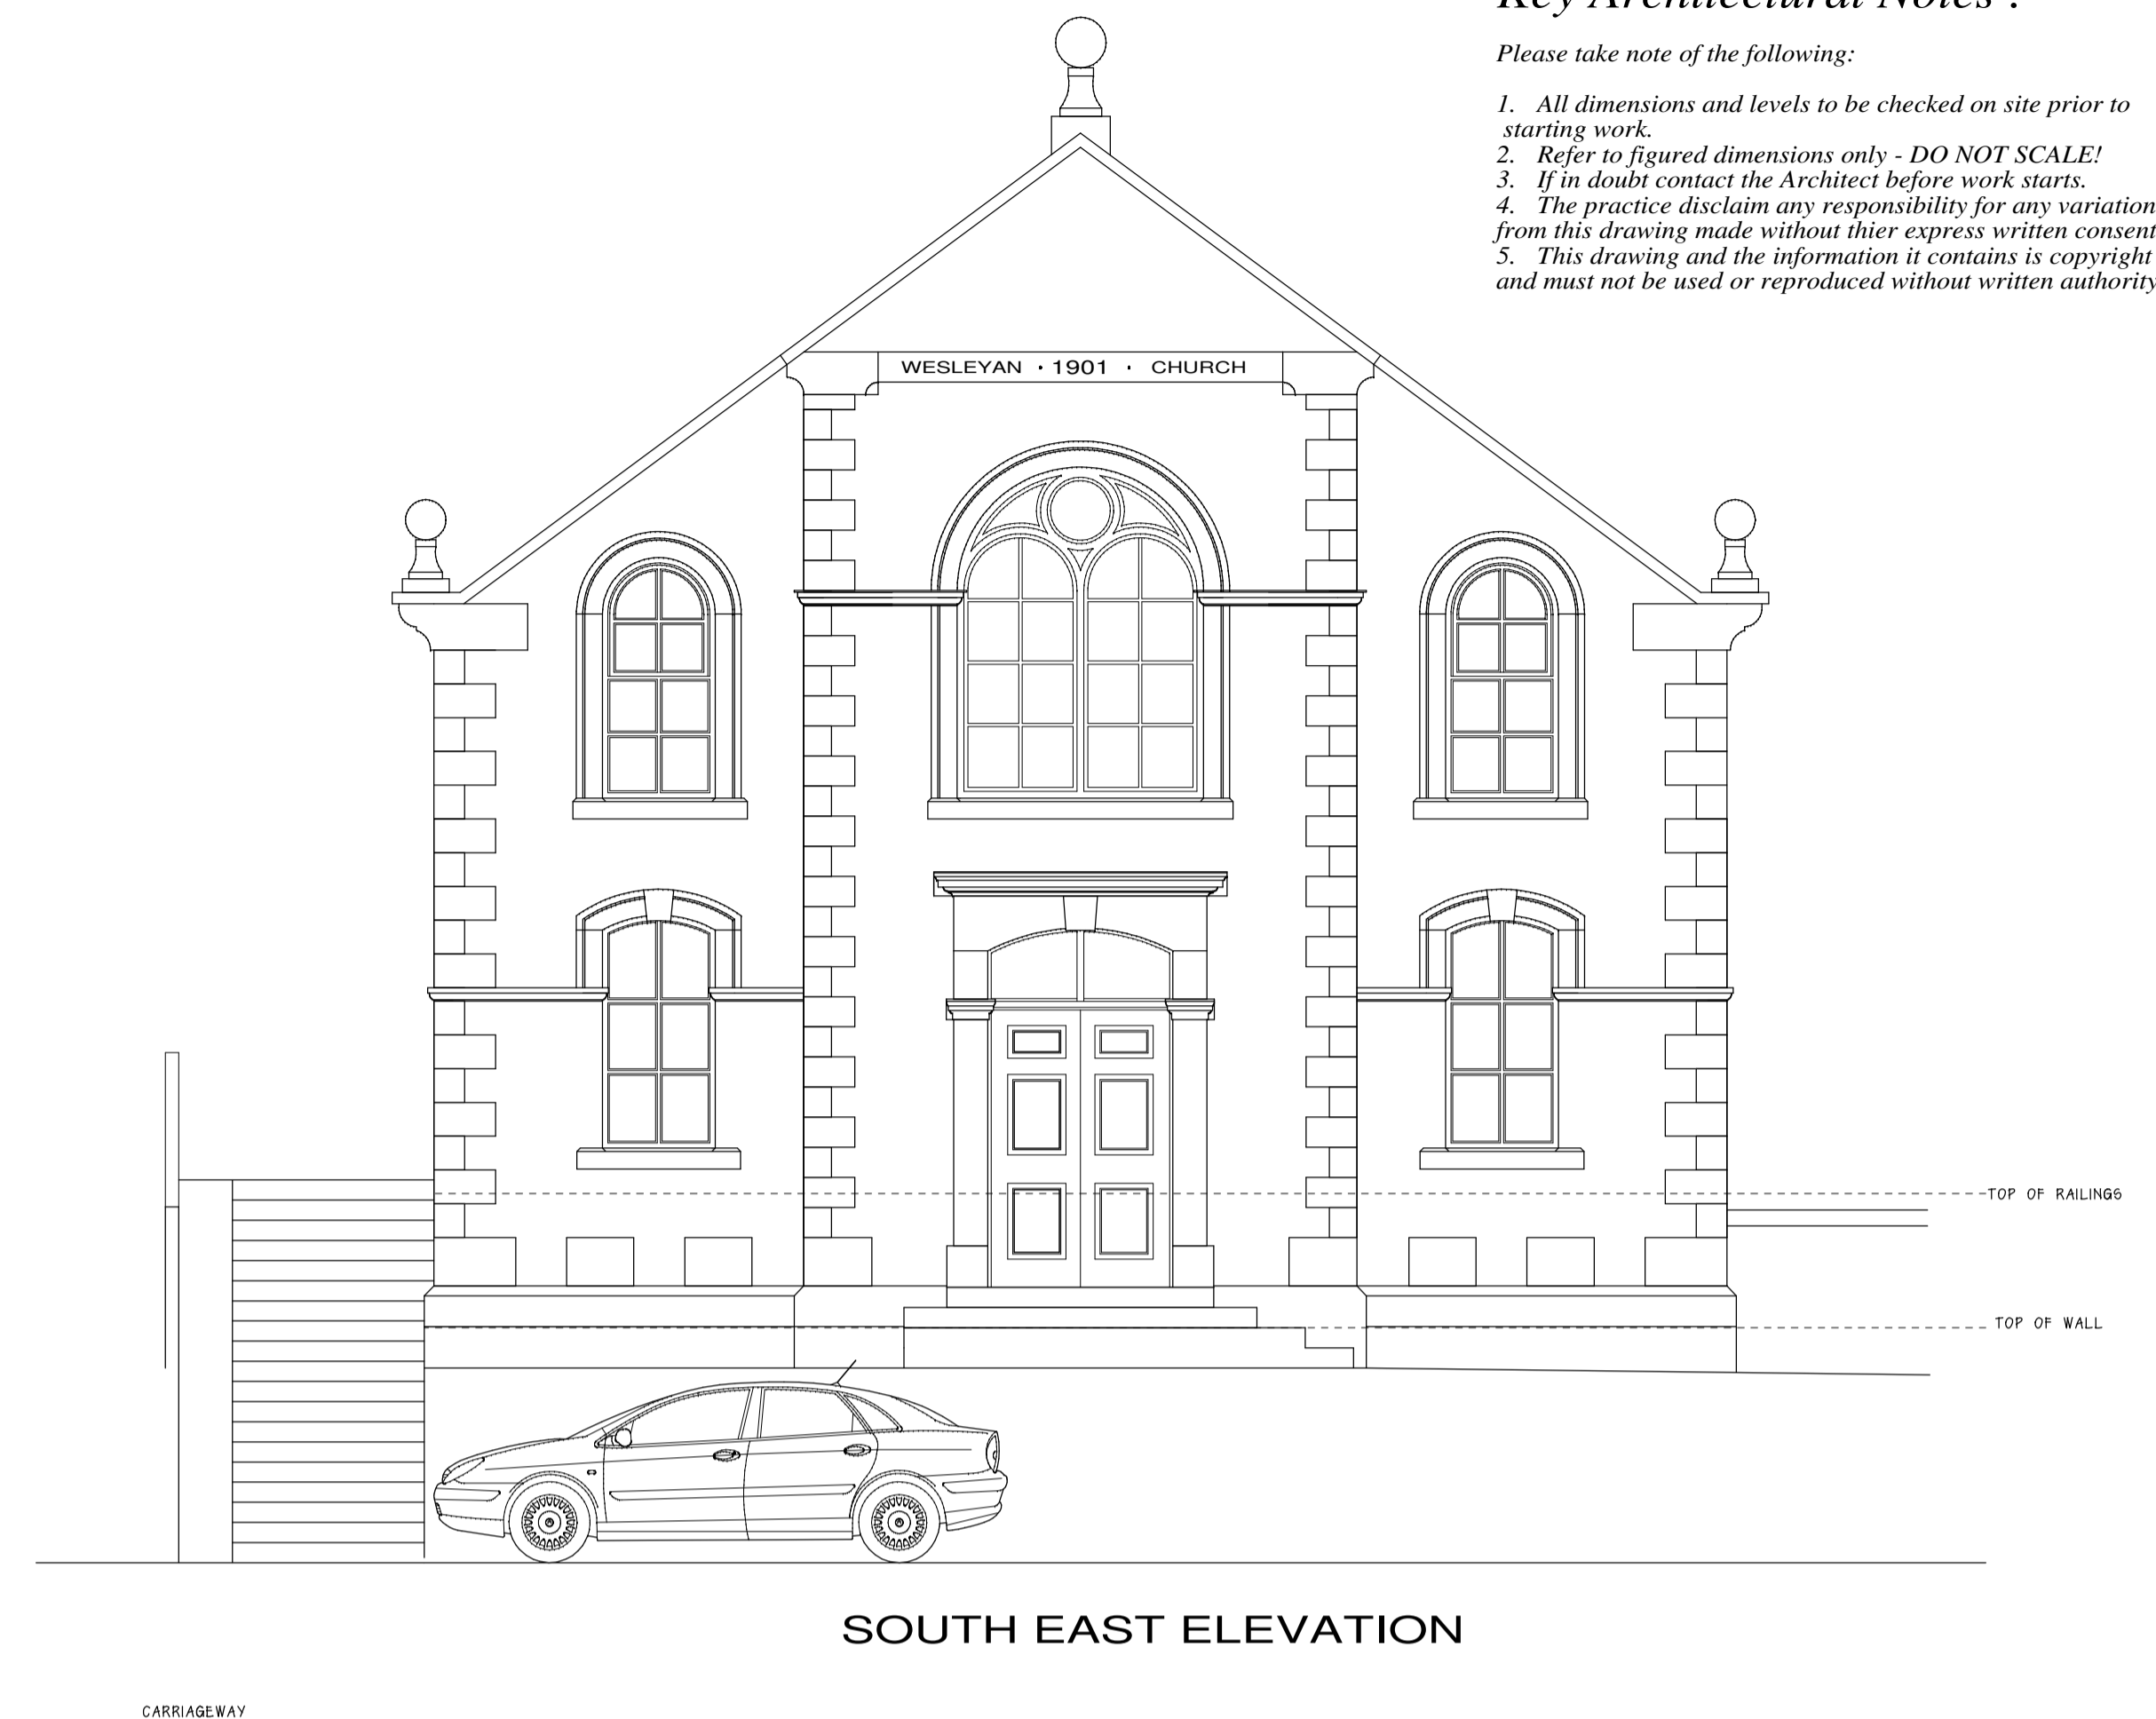 Key Architectural Notes :
Please take note of the following:
1. All dimensions and levels to be checked on site prior to
starting work.
2. Refer to figured dimensions only - DO NOT SCALE!
3. If in doubt contact the Architect before work starts.
4. The practice disclaim any responsibility for any variation
from this drawing made without thier express written consent
5. This drawing and the information it contains is copyright
and must not be used or reproduced without written authority
WESLEYAN · 1901 · CHURCH
TOP OF RAILINGS
TOP OF WALL
SOUTH EAST ELEVATION
CARRIAGEWAY